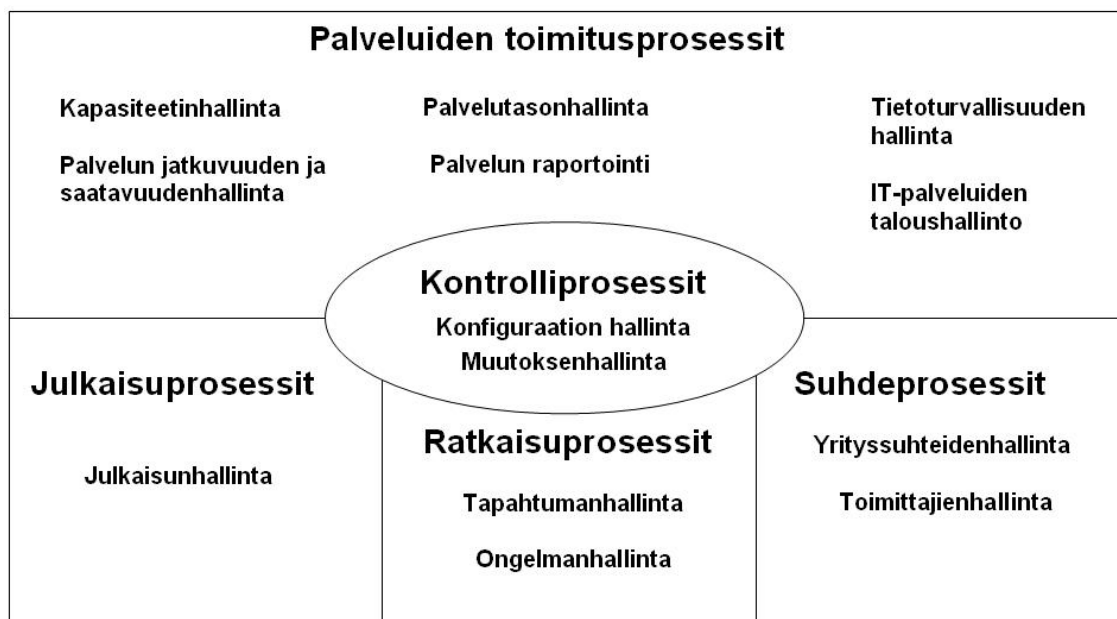 Palveluiden toimitusprosessit
Kapasiteetinhallinta
Palvelun jatkuvuuden ja
saatavuudenhallinta
Palvelutasonhallinta
Palvelun raportointi
Tietoturvallisuuden
hallinta
IT-palveluiden
taloushallinto
Kontrolliprosessit
Konfiguraation hallinta
Muutoksenhallinta
Julkaisuprosessit
Julkaisunhallinta
Ratkaisuprosessit
Tapahtumanhallinta
Ongelmanhallinta
Suhdeprosessit
Yrityssuhteidenhallinta
Toimittajienhallinta